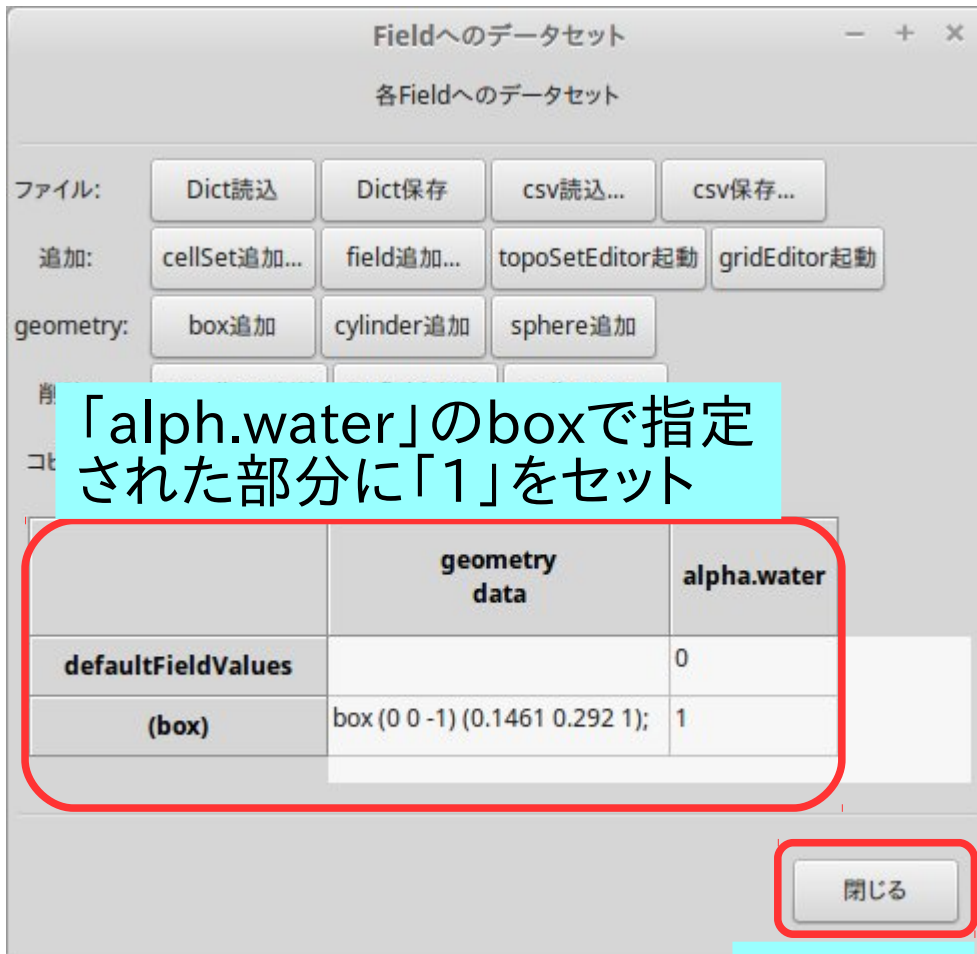 Fieldへのデータセット
各Fieldへのデータセット
ファイル: Dict読込 Dict保存 csv読込... csv保存...
追加: cellSet追加... field追加... topoSetEditor起動 gridEditor起動
geometry: box追加 cylinder追加 sphere追加
「alph.water」のboxで指定
された部分に「1」をセット
geometry
data
alpha.water
defaultFieldValues 0
(box) box (0 0 -1) (0.1461 0.292 1); 1
閉じる